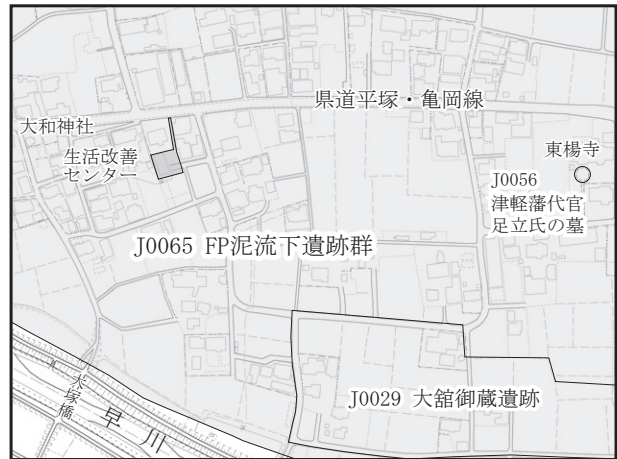 県道平塚・亀岡線
大和神社
生活改善
センター
東楊寺
J0056
津軽藩代官
足立氏の墓
J0065 FP泥流下遺跡群
J0029 大舘御蔵遺跡
大塚橋
早川